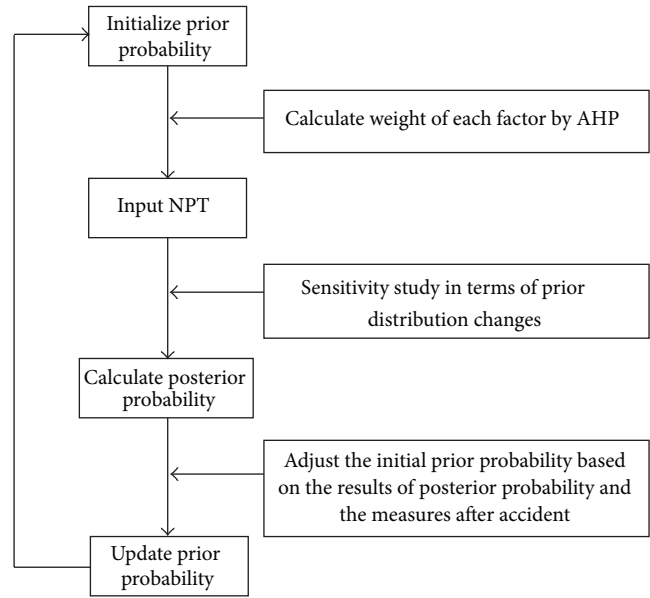 Initialize prior
probability
Calculate weight of each factor by AHP
Input NPT
Sensitivity study in terms of prior
distribution changes
Calculate posterior
probability
Adjust the initial prior probability based
on the results of posterior probability and
the measures after accident
Update prior
probability